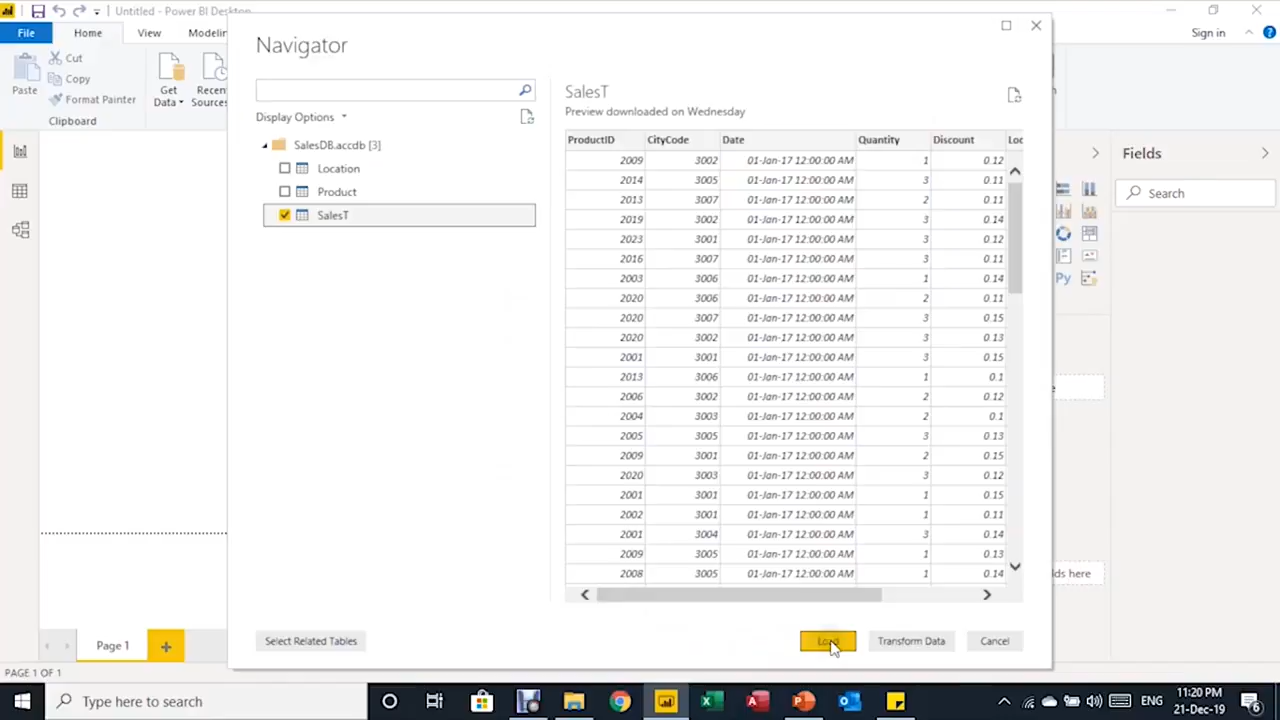 Untitled - Power BI Desktop
File Home View Modelin Sign in
Paste
Cut
Copy
Format Painter
Clipboard
Get Data
Recent Sources
Navigator
Display Options
SalesDB.accdb [3]
Location
Product
SalesT
SalesT
Preview downloaded on Wednesday
ProductID CityCode Date Quantity Discount Loc
2009 3002 01-Jan-17 12:00:00 AM 1 0.12
2014 3005 01-Jan-17 12:00:00 AM 3 0.11
2013 3007 01-Jan-17 12:00:00 AM 2 0.11
2019 3002 01-Jan-17 12:00:00 AM 3 0.14
2023 3001 01-Jan-17 12:00:00 AM 3 0.12
2016 3007 01-Jan-17 12:00:00 AM 3 0.11
2003 3006 01-Jan-17 12:00:00 AM 1 0.14
2020 3006 01-Jan-17 12:00:00 AM 2 0.11
2020 3007 01-Jan-17 12:00:00 AM 3 0.15
2020 3002 01-Jan-17 12:00:00 AM 3 0.13
2001 3001 01-Jan-17 12:00:00 AM 3 0.15
2013 3006 01-Jan-17 12:00:00 AM 1 0.1
2006 3002 01-Jan-17 12:00:00 AM 2 0.12
2004 3003 01-Jan-17 12:00:00 AM 2 0.1
2005 3005 01-Jan-17 12:00:00 AM 3 0.13
2009 3001 01-Jan-17 12:00:00 AM 2 0.15
2020 3003 01-Jan-17 12:00:00 AM 3 0.12
2001 3001 01-Jan-17 12:00:00 AM 1 0.15
2002 3001 01-Jan-17 12:00:00 AM 1 0.11
2001 3004 01-Jan-17 12:00:00 AM 3 0.14
2009 3005 01-Jan-17 12:00:00 AM 1 0.13
2008 3005 01-Jan-17 12:00:00 AM 1 0.14
Select Related Tables Load Transform Data Cancel
Fields
Search
Py
lds here
Page 1
PAGE 1 OF 1
Type here to search
ENG
11:20 PM
21-Dec-19
6